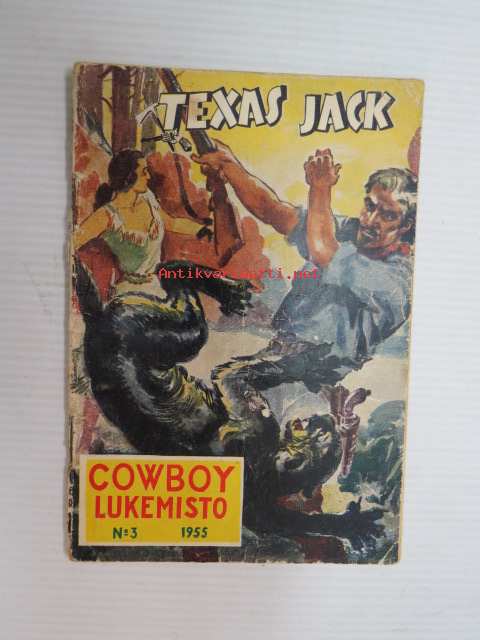 TEXAS JACK
Antikvariaatti.net
COWBOY
LUKEMISTO
Nº3 1955